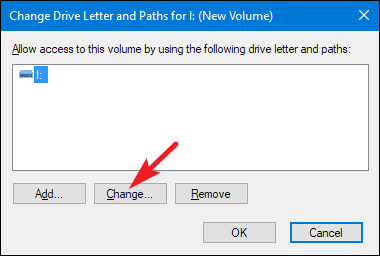 Change Drive Letter and Paths for I: (New Volume)
Allow access to this volume by using the following drive letter and paths:
I:
Add... Change... Remove
OK Cancel